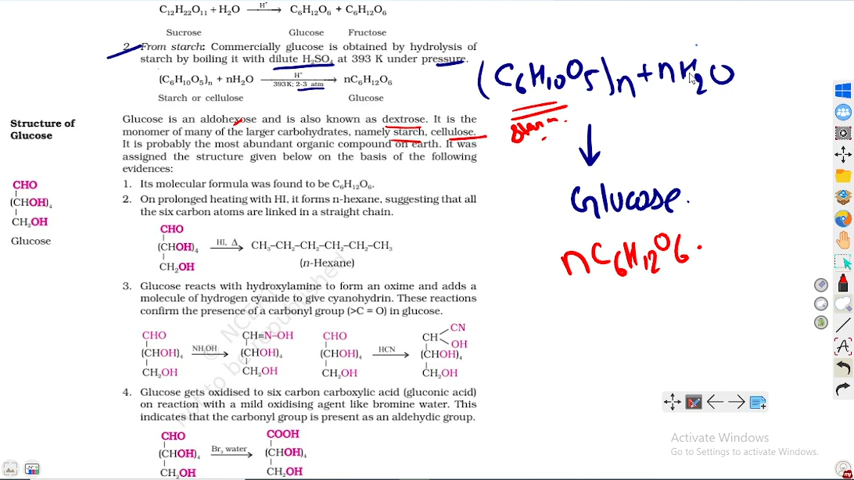 C₁₂H₂₂O₁₁ + H₂O —H⁺→ C₆H₁₂O₆ + C₆H₁₂O₆
Sucrose Glucose Fructose
2. From starch: Commercially glucose is obtained by hydrolysis of
starch by boiling it with dilute H₂SO₄ at 393 K under pressure.
(C₆H₁₀O₅)ₙ + nH₂O —H⁺ / 393 K; 2-3 atm→ nC₆H₁₂O₆
Starch or cellulose Glucose
Structure of
Glucose
CHO
(CHOH)₄
CH₂OH
Glucose
Glucose is an aldohexose and is also known as dextrose. It is the
monomer of many of the larger carbohydrates, namely starch, cellulose.
It is probably the most abundant organic compound on earth. It was
assigned the structure given below on the basis of the following
evidences:
1. Its molecular formula was found to be C₆H₁₂O₆.
2. On prolonged heating with HI, it forms n-hexane, suggesting that all
the six carbon atoms are linked in a straight chain.
CHO
(CHOH)₄ —HI, Δ→ CH₃–CH₂–CH₂–CH₂–CH₂–CH₃
CH₂OH (n-Hexane)
3. Glucose reacts with hydroxylamine to form an oxime and adds a
molecule of hydrogen cyanide to give cyanohydrin. These reactions
confirm the presence of a carbonyl group (>C = O) in glucose.
CHO CH=N–OH CHO CH CN OH
(CHOH)₄ —NH₂OH→ (CHOH)₄ (CHOH)₄ —HCN→ (CHOH)₄
CH₂OH CH₂OH CH₂OH CH₂OH
4. Glucose gets oxidised to six carbon carboxylic acid (gluconic acid)
on reaction with a mild oxidising agent like bromine water. This
indicates that the carbonyl group is present as an aldehydic group.
CHO COOH
(CHOH)₄ —Br₂ water→ (CHOH)₄
CH₂OH CH₂OH
(C₆H₁₀O₅)n + nH₂O
Glucose.
nC₆H₁₂O₆.
Activate Windows
Go to Settings to activate Windows.